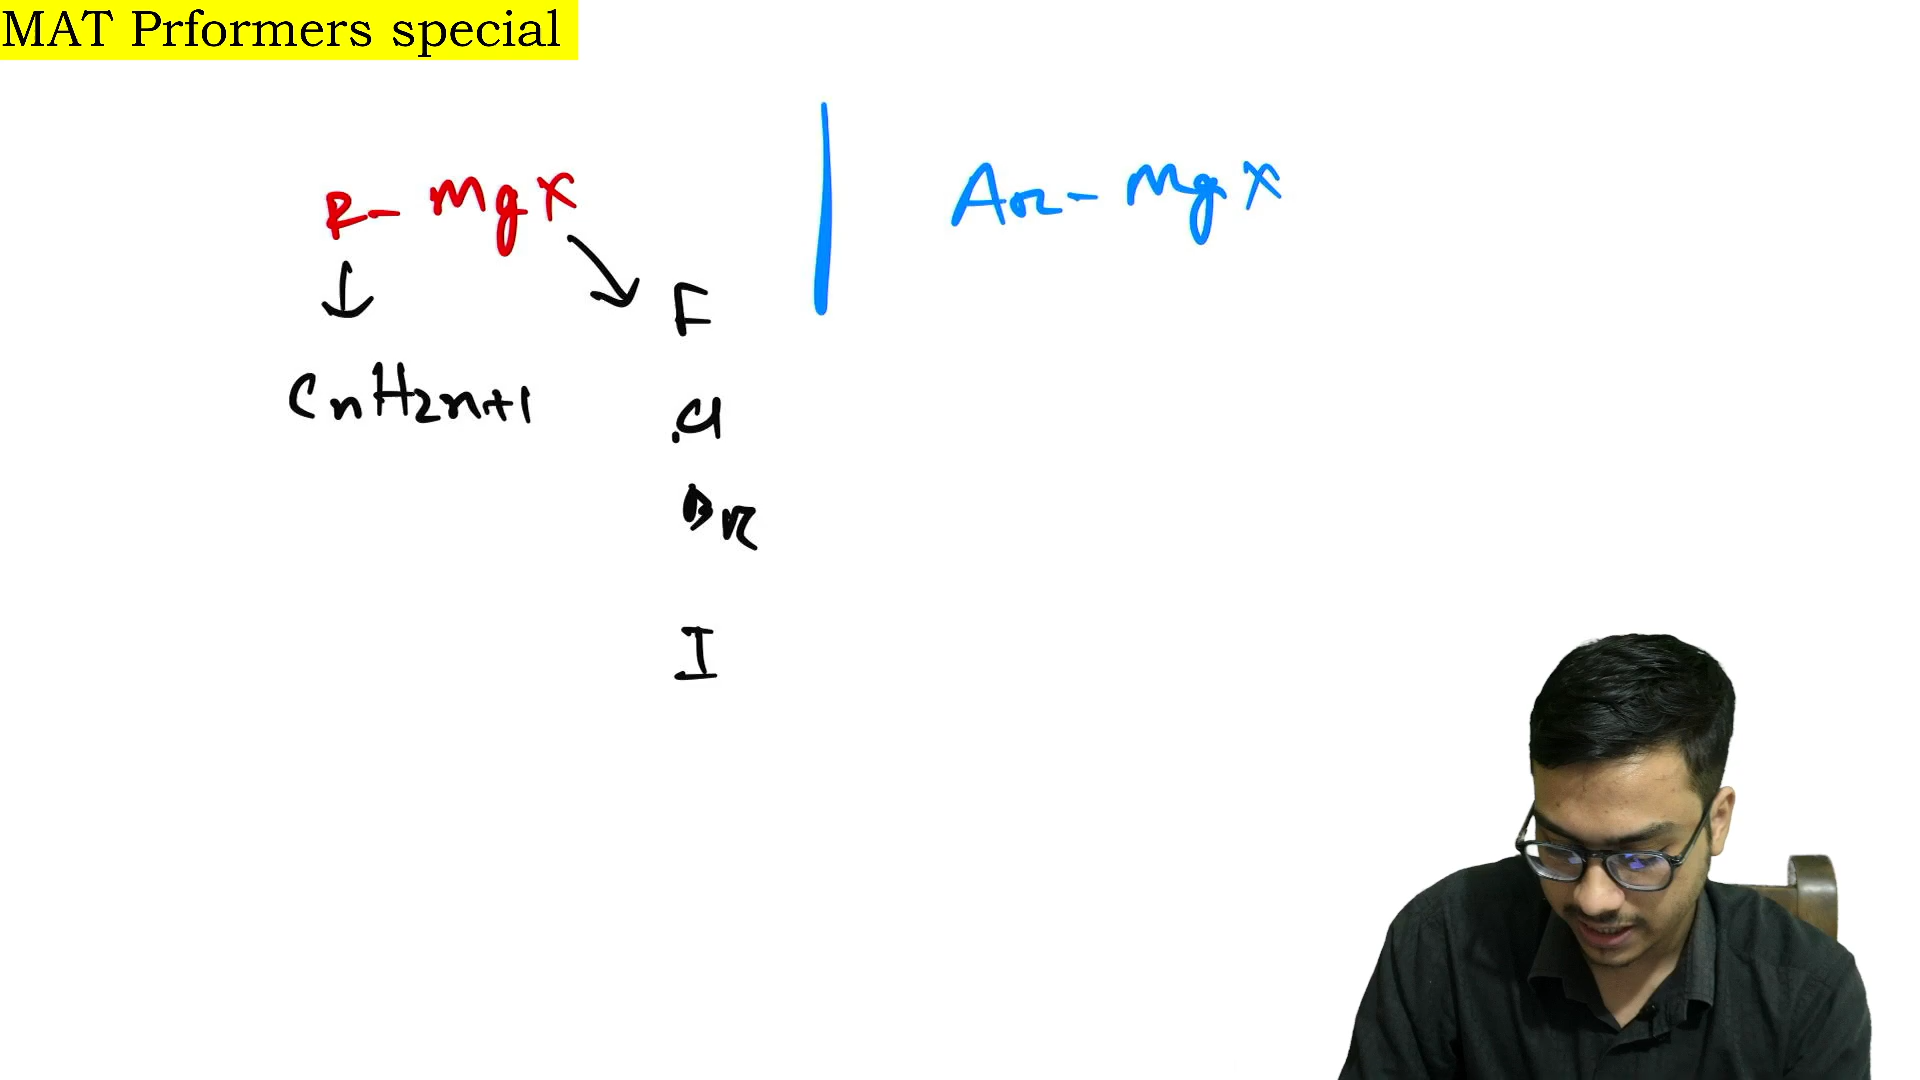 MAT Prformers special
R- MgX
Ar- MgX
F
CnH2n+1
Cl
Br
I